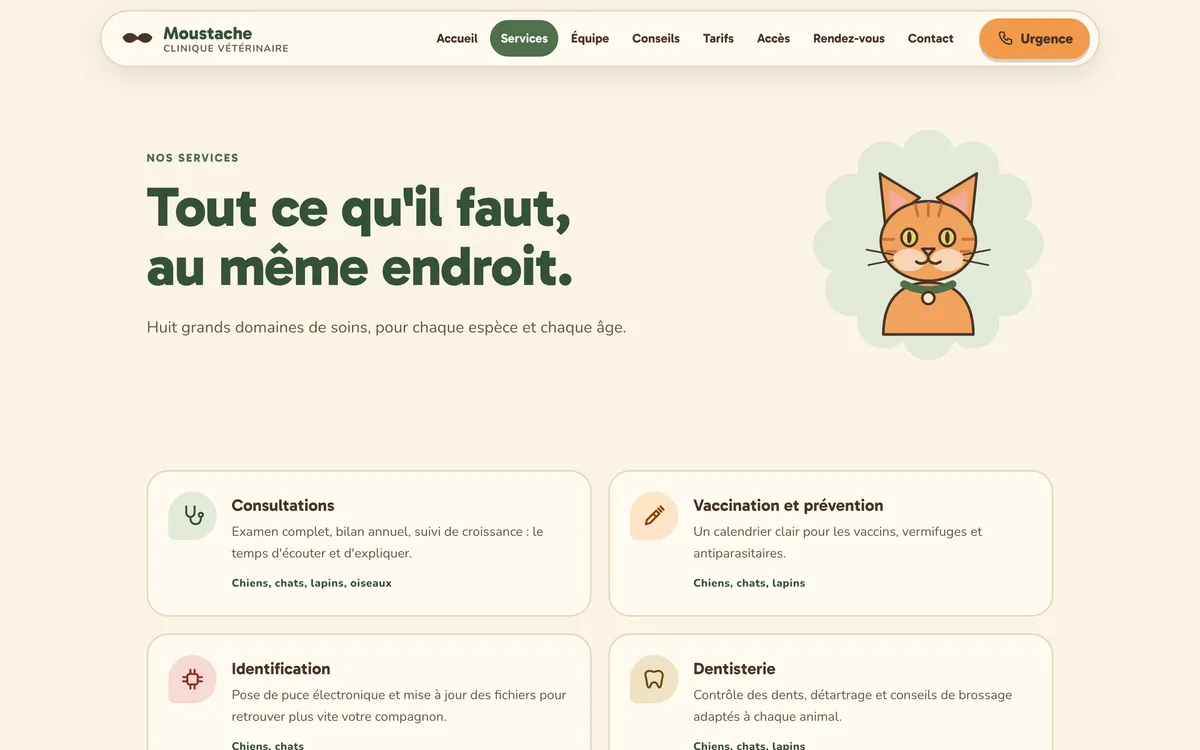 Moustache
CLINIQUE VÉTÉRINAIRE
Accueil
Services
Équipe
Conseils
Tarifs
Accès
Rendez-vous
Contact
Urgence
NOS SERVICES
Tout ce qu'il faut,
au même endroit.
Huit grands domaines de soins, pour chaque espèce et chaque âge.
Consultations
Examen complet, bilan annuel, suivi de croissance : le
temps d'écouter et d'expliquer.
Chiens, chats, lapins, oiseaux
Vaccination et prévention
Un calendrier clair pour les vaccins, vermifuges et
antiparasitaires.
Chiens, chats, lapins
Identification
Pose de puce électronique et mise à jour des fichiers pour
retrouver plus vite votre compagnon.
Chiens, chats
Dentisterie
Contrôle des dents, détartrage et conseils de brossage
adaptés à chaque animal.
Chiens, chats, lapins